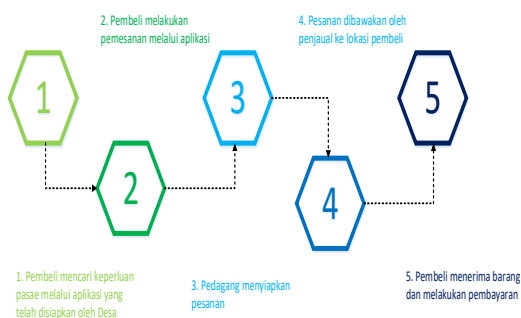 2. Pembeli melakukan
pemesanan melalui aplikasi
4. Pesanan dibawakan oleh
penjual ke lokasi pembeli
1
2
3
4
5
1. Pembeli mencari keperluan
pasae melalui aplikasi yang
telah disiapkan oleh Desa
3. Pedagang menyiapkan
pesanan
5. Pembeli menerima barang
dan melakukan pembayaran